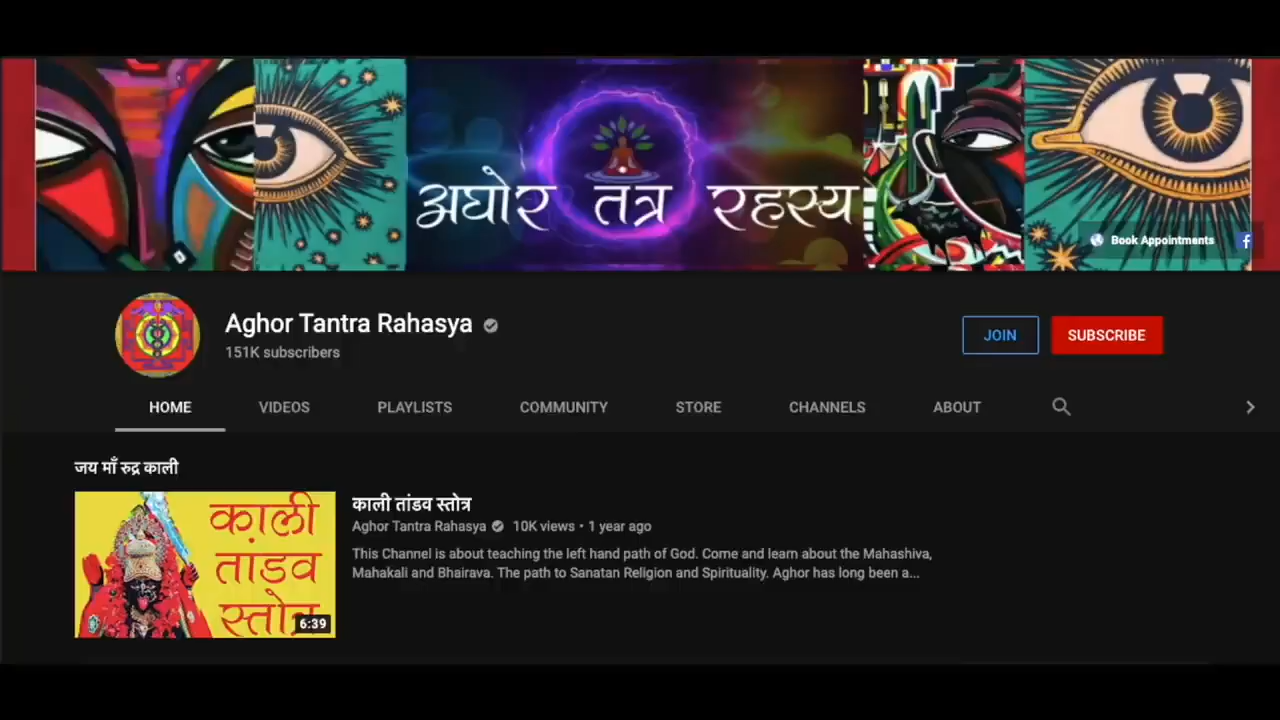 अघोर तत्र रहस्य
Book Appointments
Aghor Tantra Rahasya
151K subscribers
JOIN
SUBSCRIBE
HOME VIDEOS PLAYLISTS COMMUNITY STORE CHANNELS ABOUT
जय माँ रुद्र काली
काली
तांडव
स्तोत्र
6:39
काली तांडव स्तोत्र
Aghor Tantra Rahasya 10K views • 1 year ago
This Channel is about teaching the left hand path of God. Come and learn about the Mahashiva,
Mahakali and Bhairava. The path to Sanatan Religion and Spirituality. Aghor has long been a...